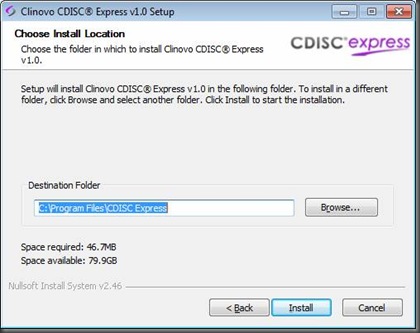 Clinovo CDISC® Express v1.0 Setup
Choose Install Location
Choose the folder in which to install Clinovo CDISC® Express
v1.0.
CDISC®express
Setup will install Clinovo CDISC® Express v1.0 in the following folder. To install in a different
folder, click Browse and select another folder. Click Install to start the installation.
Destination Folder
C:\Program Files\CDISC Express
Browse...
Space required: 46.7MB
Space available: 79.9GB
Nullsoft Install System v2.46
< Back
Install
Cancel